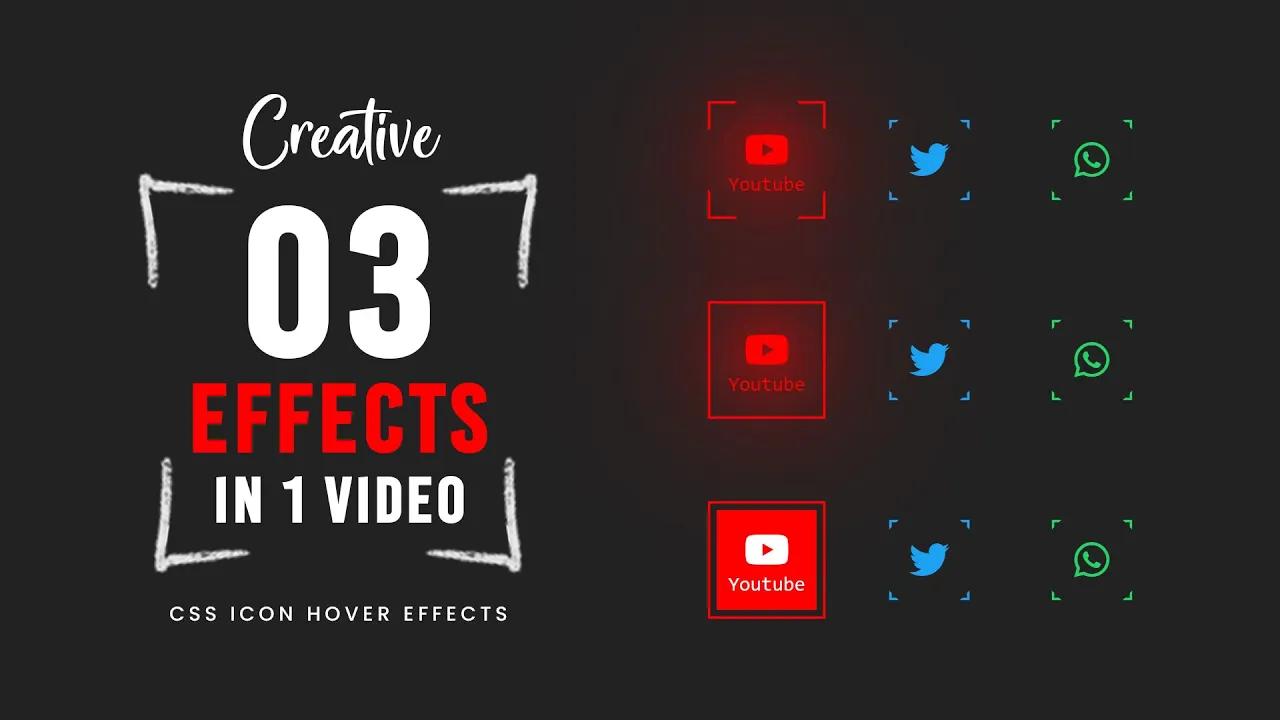 Creative
03
EFFECTS
IN 1 VIDEO
CSS ICON HOVER EFFECTS
Youtube
Youtube
Youtube